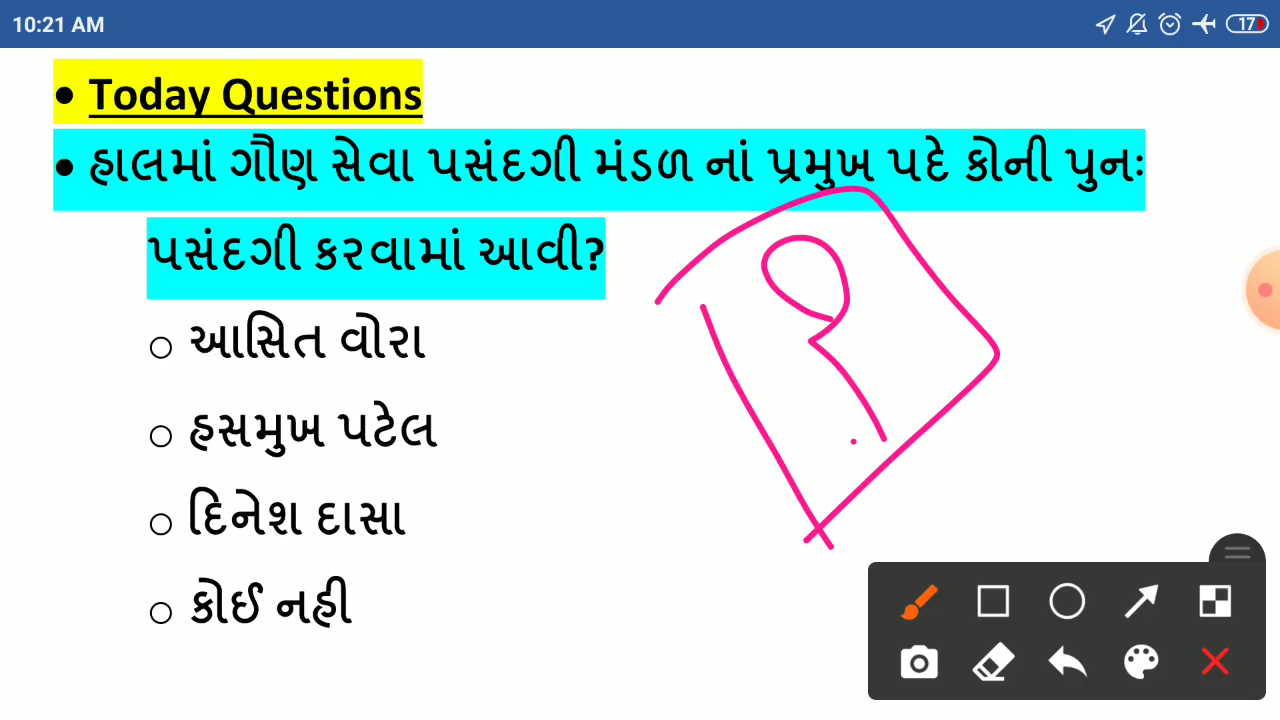 10:21 AM
17
• Today Questions
• હાલમાં ગૌણ સેવા પસંદગી મંડળ નાં પ્રમુખ પદે કોની પુનઃ
પસંદગી કરવામાં આવી?
○ આસિત વોરા
○ હસમુખ પટેલ
○ દિનેશ દાસા
○ કોઈ નહી